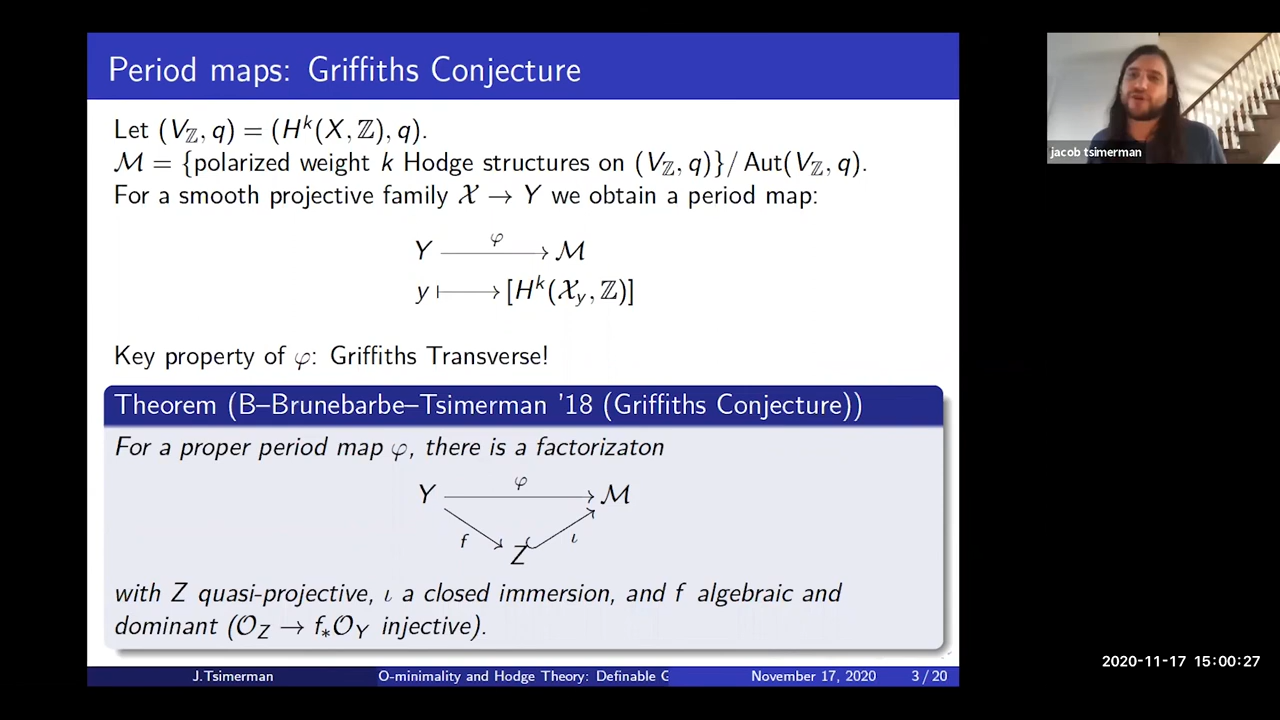 Period maps: Griffiths Conjecture
Let (V_ℤ, q) = (H^k(X, ℤ), q).
ℳ = {polarized weight k Hodge structures on (V_ℤ, q)}/ Aut(V_ℤ, q).
For a smooth projective family 𝒳 → Y we obtain a period map:
φ
Y ⟶ ℳ
y ⟼ [H^k(𝒳_y, ℤ)]
Key property of φ: Griffiths Transverse!
Theorem (B–Brunebarbe–Tsimerman '18 (Griffiths Conjecture))
For a proper period map φ, there is a factorizaton
φ
Y ⟶ ℳ
f ι
Z
with Z quasi-projective, ι a closed immersion, and f algebraic and
dominant (𝒪_Z → f_*𝒪_Y injective).
J.Tsimerman O-minimality and Hodge Theory: Definable G November 17, 2020 3 / 20
jacob tsimerman
2020-11-17 15:00:27